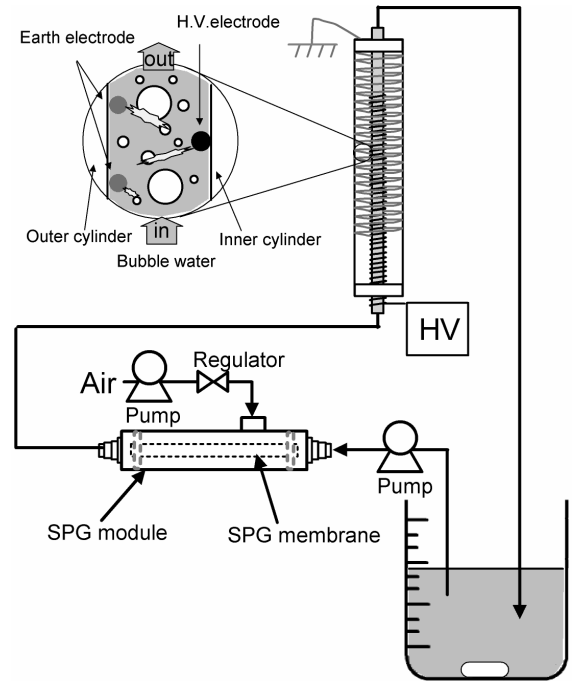 H.V.electrode
Earth electrode
out
Outer cylinder
in
Inner cylinder
Bubble water
HV
Regulator
Air
Pump
Pump
SPG module
SPG membrane